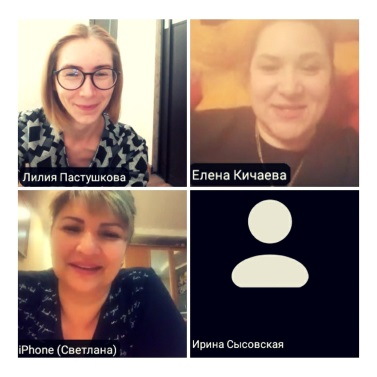 Лилия Пастушкова
Елена Кичаева
iPhone (Светлана)
Ирина Сысовская